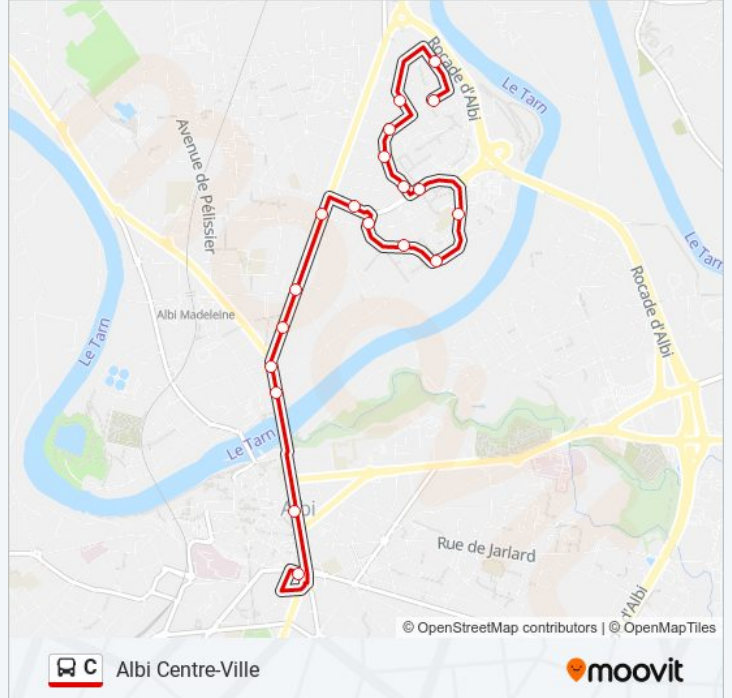 Rocade d'Albi
Le Tarn
Avenue de Pélissier
Le Tarn
Albi Madeleine
Rocade d'Albi
Le Tarn
Le Tarn
Albi
Rue de Jarlard
d'Albi
© OpenStreetMap contributors | © OpenMapTiles
C Albi Centre-Ville
moovit